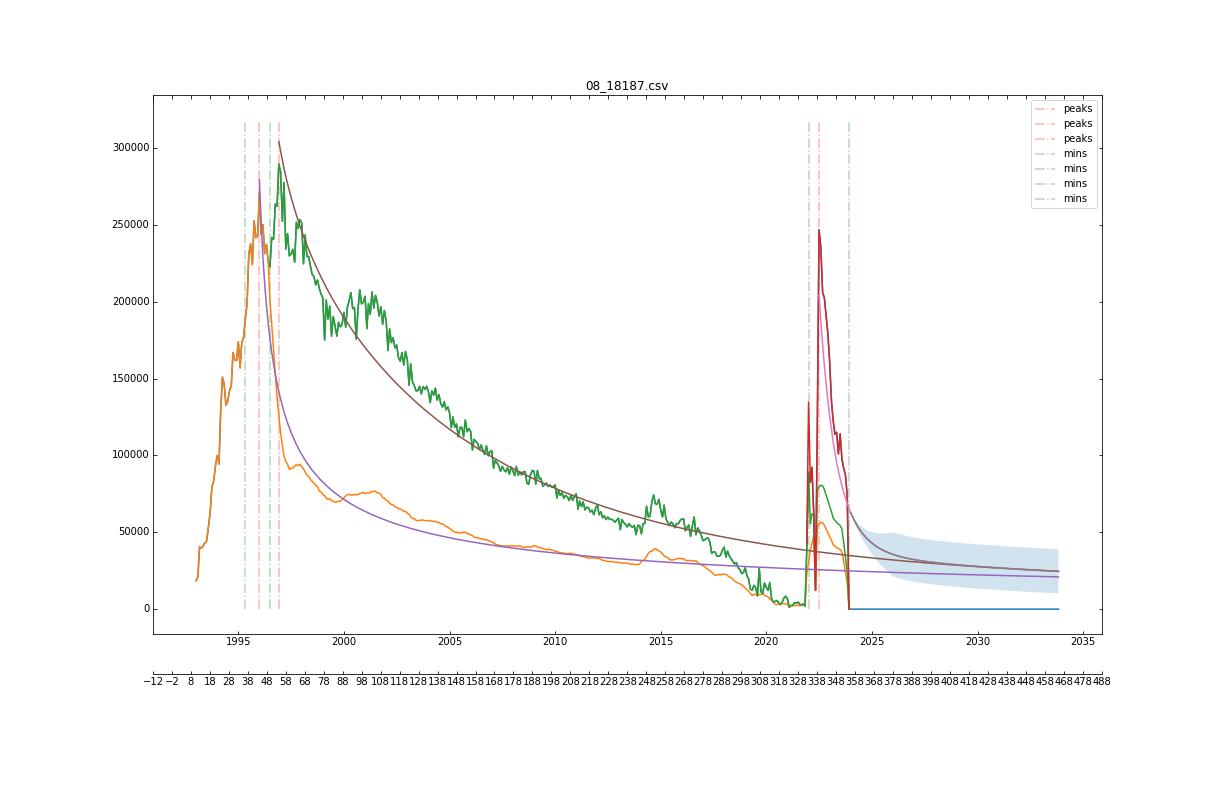 08_18187.csv
peaks
peaks
peaks
mins
mins
mins
mins
300000
250000
200000
150000
100000
50000
0
1995 2000 2005 2010 2015 2020 2025 2030 2035
−12 −2 8 18 28 38 48 58 68 78 88 98 108 118 128 138 148 158 168 178 188 198 208 218 228 238 248 258 268 278 288 298 308 318 328 338 348 358 368 378 388 398 408 418 428 438 448 458 468 478 488